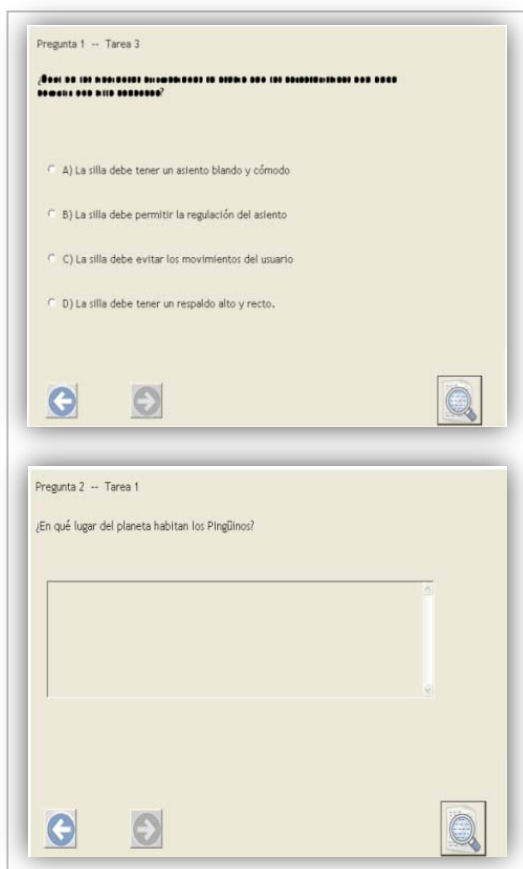 Pregunta 1 -- Tarea 3
A) La silla debe tener un asiento blando y cómodo
B) La silla debe permitir la regulación del asiento
C) La silla debe evitar los movimientos del usuario
D) La silla debe tener un respaldo alto y recto.
Pregunta 2 -- Tarea 1
¿En qué lugar del planeta habitan los Pingüinos?